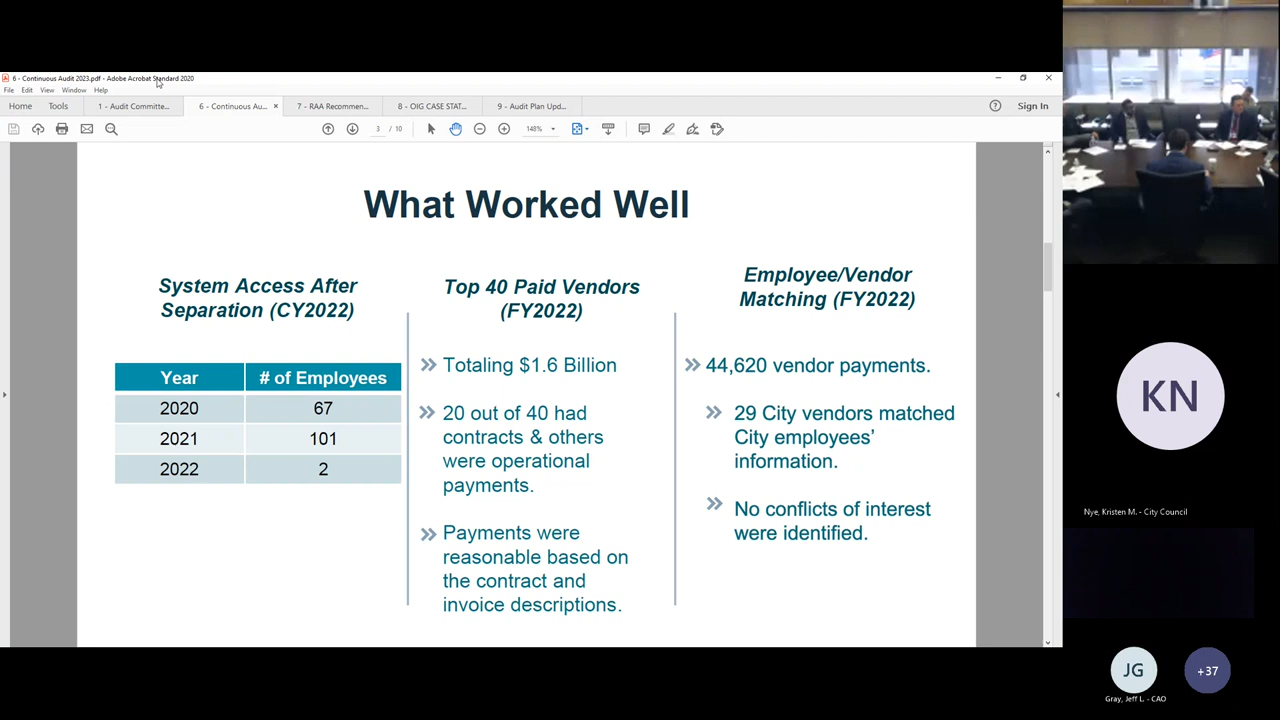 6 - Continuous Audit 2023.pdf - Adobe Acrobat Standard 2020
File Edit View Window Help
Home Tools 1 - Audit Committe... 6 - Continuous Au... × 7 - RAA Recommen... 8 - OIG CASE STAT... 9 - Audit Plan Upd... Sign In
3 / 10 148%
What Worked Well
System Access After
Separation (CY2022)
Year # of Employees
2020 67
2021 101
2022 2
Top 40 Paid Vendors
(FY2022)
Totaling $1.6 Billion
20 out of 40 had
contracts & others
were operational
payments.
Payments were
reasonable based on
the contract and
invoice descriptions.
Employee/Vendor
Matching (FY2022)
44,620 vendor payments.
29 City vendors matched
City employees'
information.
No conflicts of interest
were identified.
KN
Nye, Kristen M. - City Council
JG
+37
Gray, Jeff L. - CAO